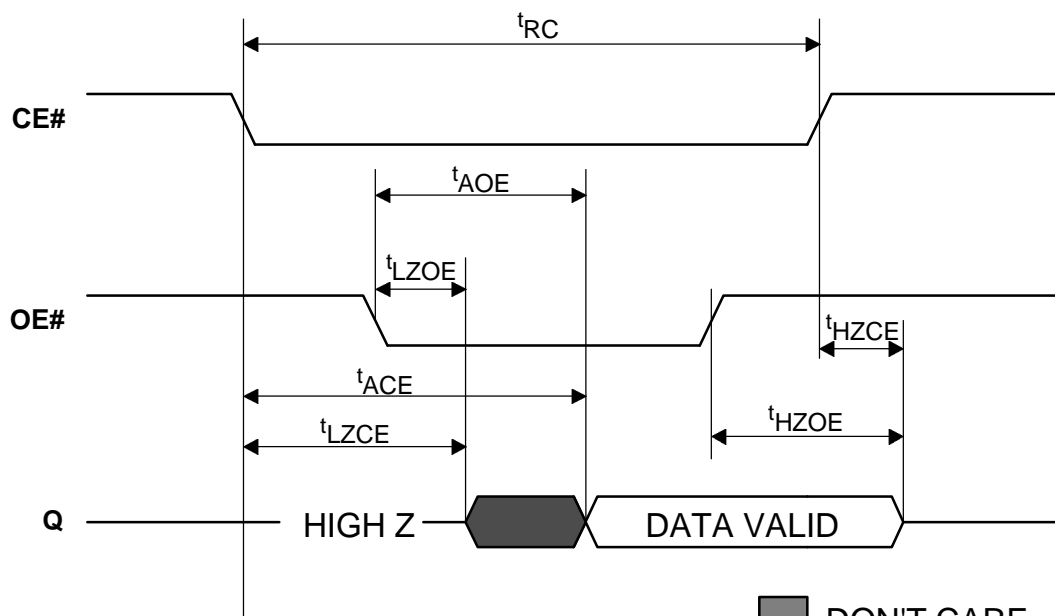 tRC
CE#
tAOE
tLZOE
OE#
tHZCE
tACE
tHZOE
tLZCE
Q HIGH Z DATA VALID
DON'T CARE